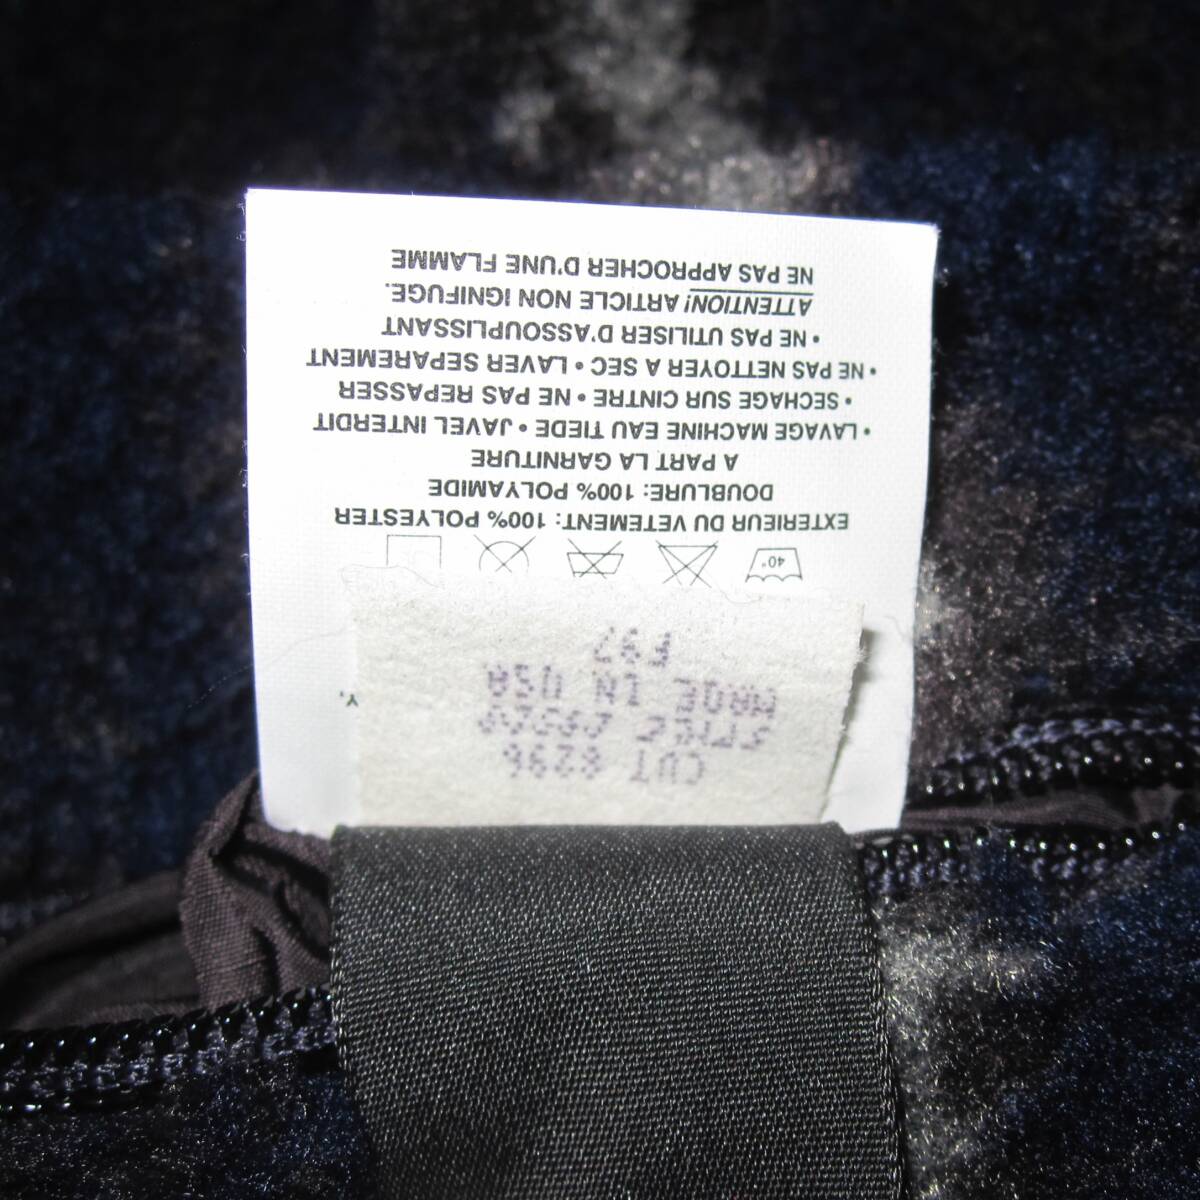 CUT 8296
MADE IN USA
F97
40°
EXTERIEUR DU VETEMENT: 100% POLYESTER
DOUBLURE: 100% POLYAMIDE
A PART LA GARNITURE
• LAVAGE MACHINE EAU TIEDE • JAVEL INTERDIT
• SECHAGE SUR CINTRE • NE PAS REPASSER
• NE PAS NETTOYER A SEC • LAVER SEPAREMENT
• NE PAS UTILISER D'ASSOUPLISSANT
ATTENTION! ARTICLE NON IGNIFUGE.
NE PAS APPROCHER D'UNE FLAMME